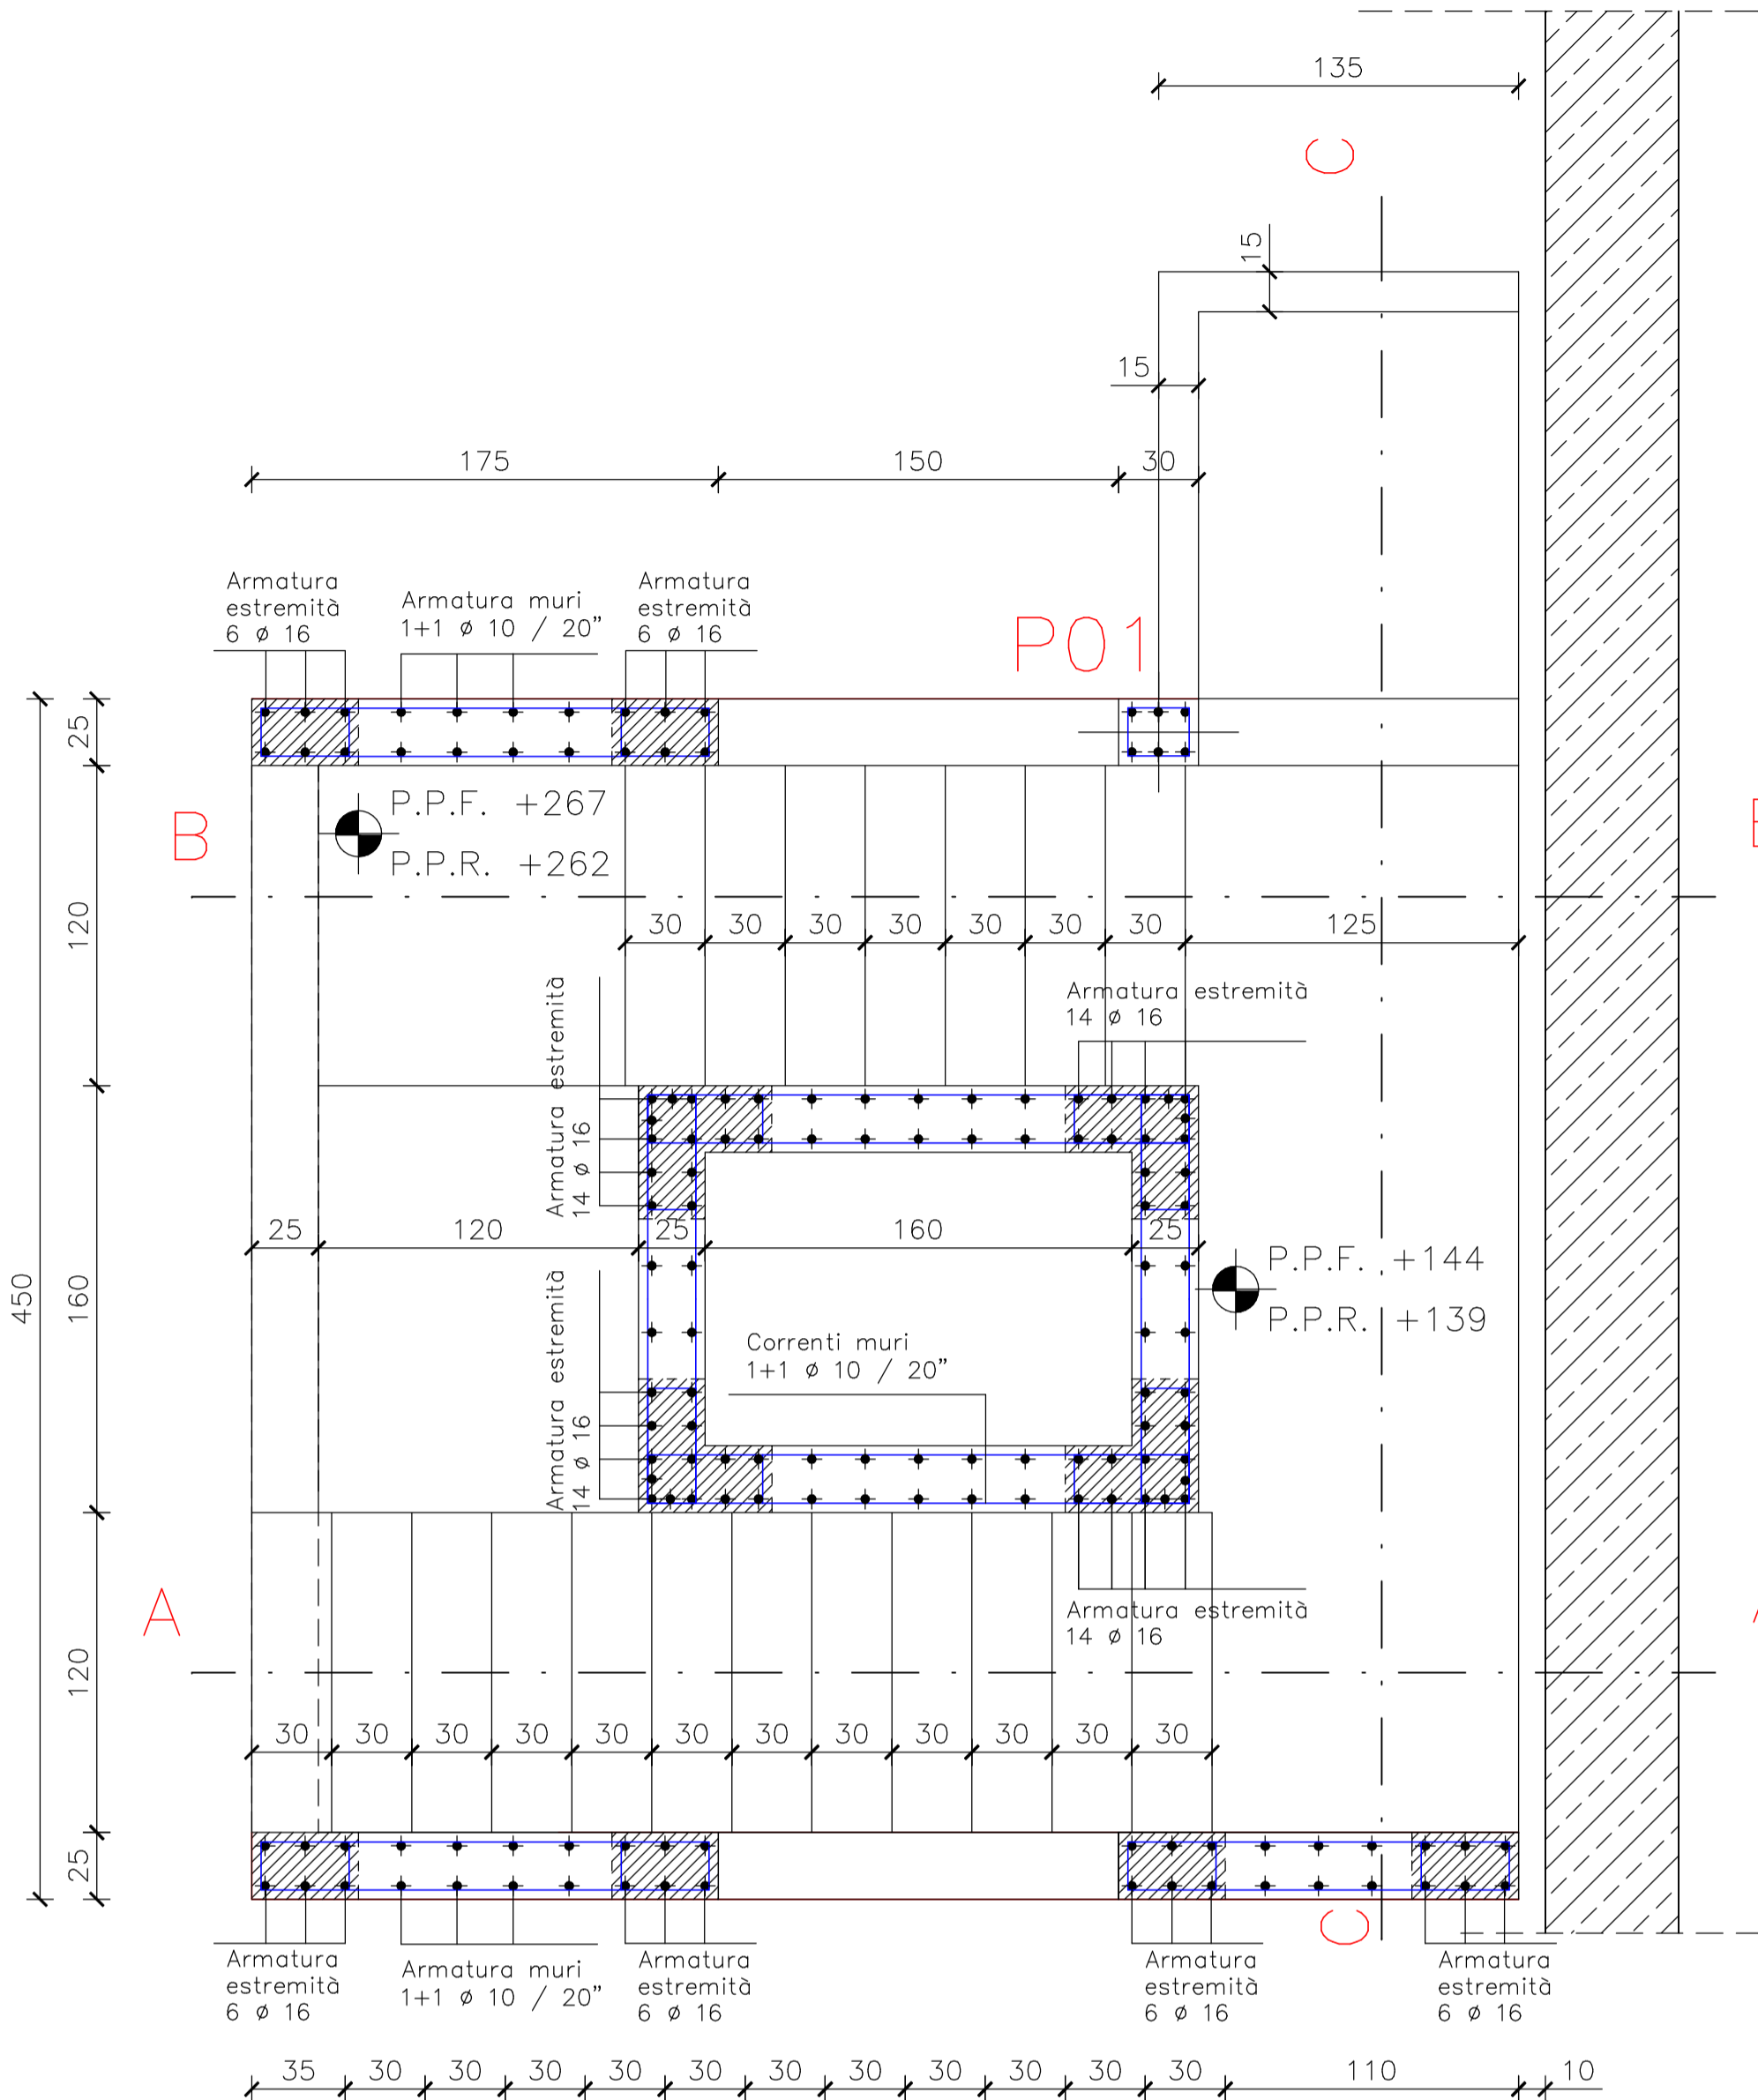 135
C
15
15
175
150
30
Armatura
estremità
6 ø 16
Armatura muri
1+1 ø 10 / 20"
Armatura
estremità
6 ø 16
P01
25
B
P.P.F. +267
P.P.R. +262
120
30
30
30
30
30
30
30
125
Armatura estremità
14 ø 16
Armatura estremità
14 ø 16
25
120
25
160
25
P.P.F. +144
P.P.R. +139
450
160
Armatura estremità
14 ø 16
Correnti muri
1+1 ø 10 / 20"
A
Armatura estremità
14 ø 16
120
30
30
30
30
30
30
30
30
30
30
30
30
25
C
Armatura
estremità
6 ø 16
Armatura muri
1+1 ø 10 / 20"
Armatura
estremità
6 ø 16
Armatura
estremità
6 ø 16
Armatura
estremità
6 ø 16
35
30
30
30
30
30
30
30
30
30
30
30
110
10